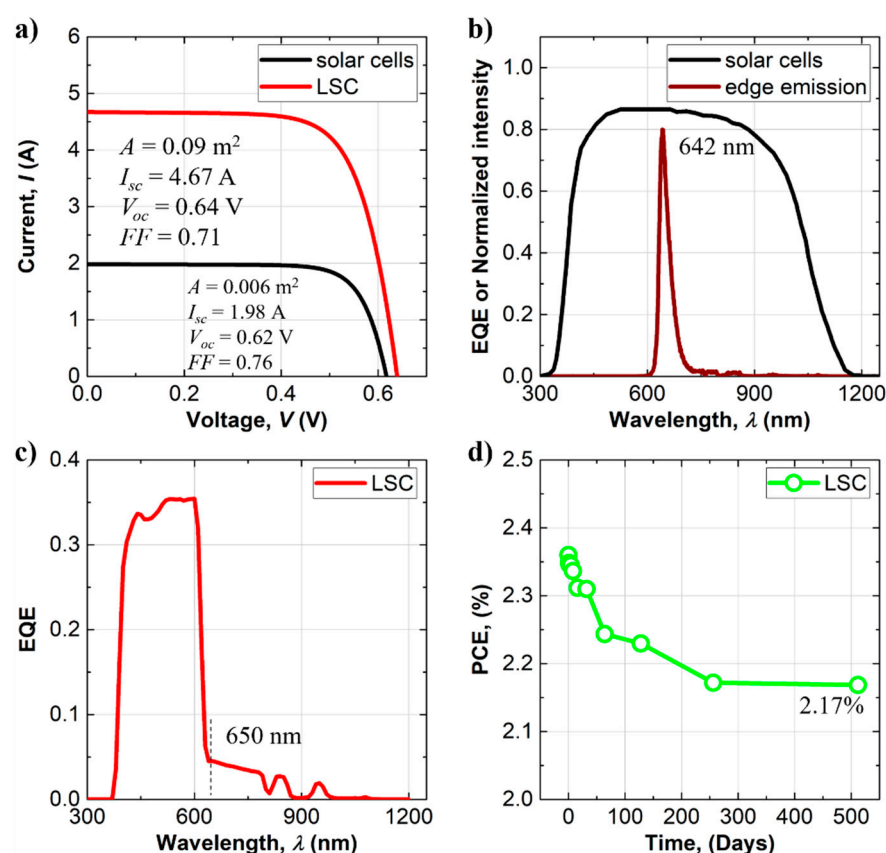 a)
Current, I (A)
6
5
4
3
2
1
0
solar cells
LSC
A = 0.09 m²
Isc = 4.67 A
Voc = 0.64 V
FF = 0.71
A = 0.006 m²
Isc = 1.98 A
Voc = 0.62 V
FF = 0.76
0.0 0.2 0.4 0.6
Voltage, V (V)
b)
EQE or Normalized intensity
1.0
0.8
0.6
0.4
0.2
0.0
solar cells
edge emission
642 nm
300 600 900 1200
Wavelength, λ (nm)
c)
EQE
0.4
0.3
0.2
0.1
0.0
LSC
650 nm
300 600 900 1200
Wavelength, λ (nm)
d)
PCE, (%)
2.5
2.4
2.3
2.2
2.1
2.0
LSC
2.17%
0 100 200 300 400 500
Time, (Days)